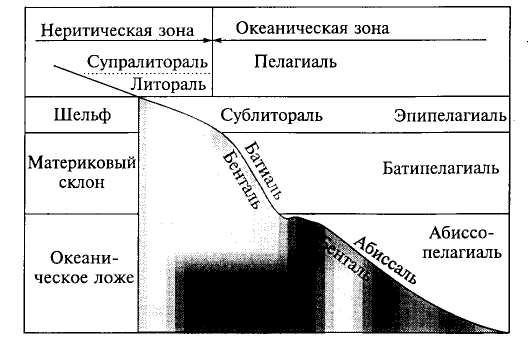 Неритическая зона
Океаническая зона
Супралитораль
Пелагиаль
Литораль
Шельф
Сублитораль
Эпипелагиаль
Материковый
склон
Батиаль
Бенталь
Батипелагиаль
Океани-
ческое ложе
Абиссаль
Бенталь
Абиссо-
пелагиаль